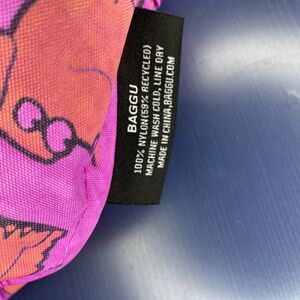 BAGGU
100% NYLON(59% RECYCLED)
MACHINE WASH COLD, LINE DRY
MADE IN CHINA,BAGGU.COM